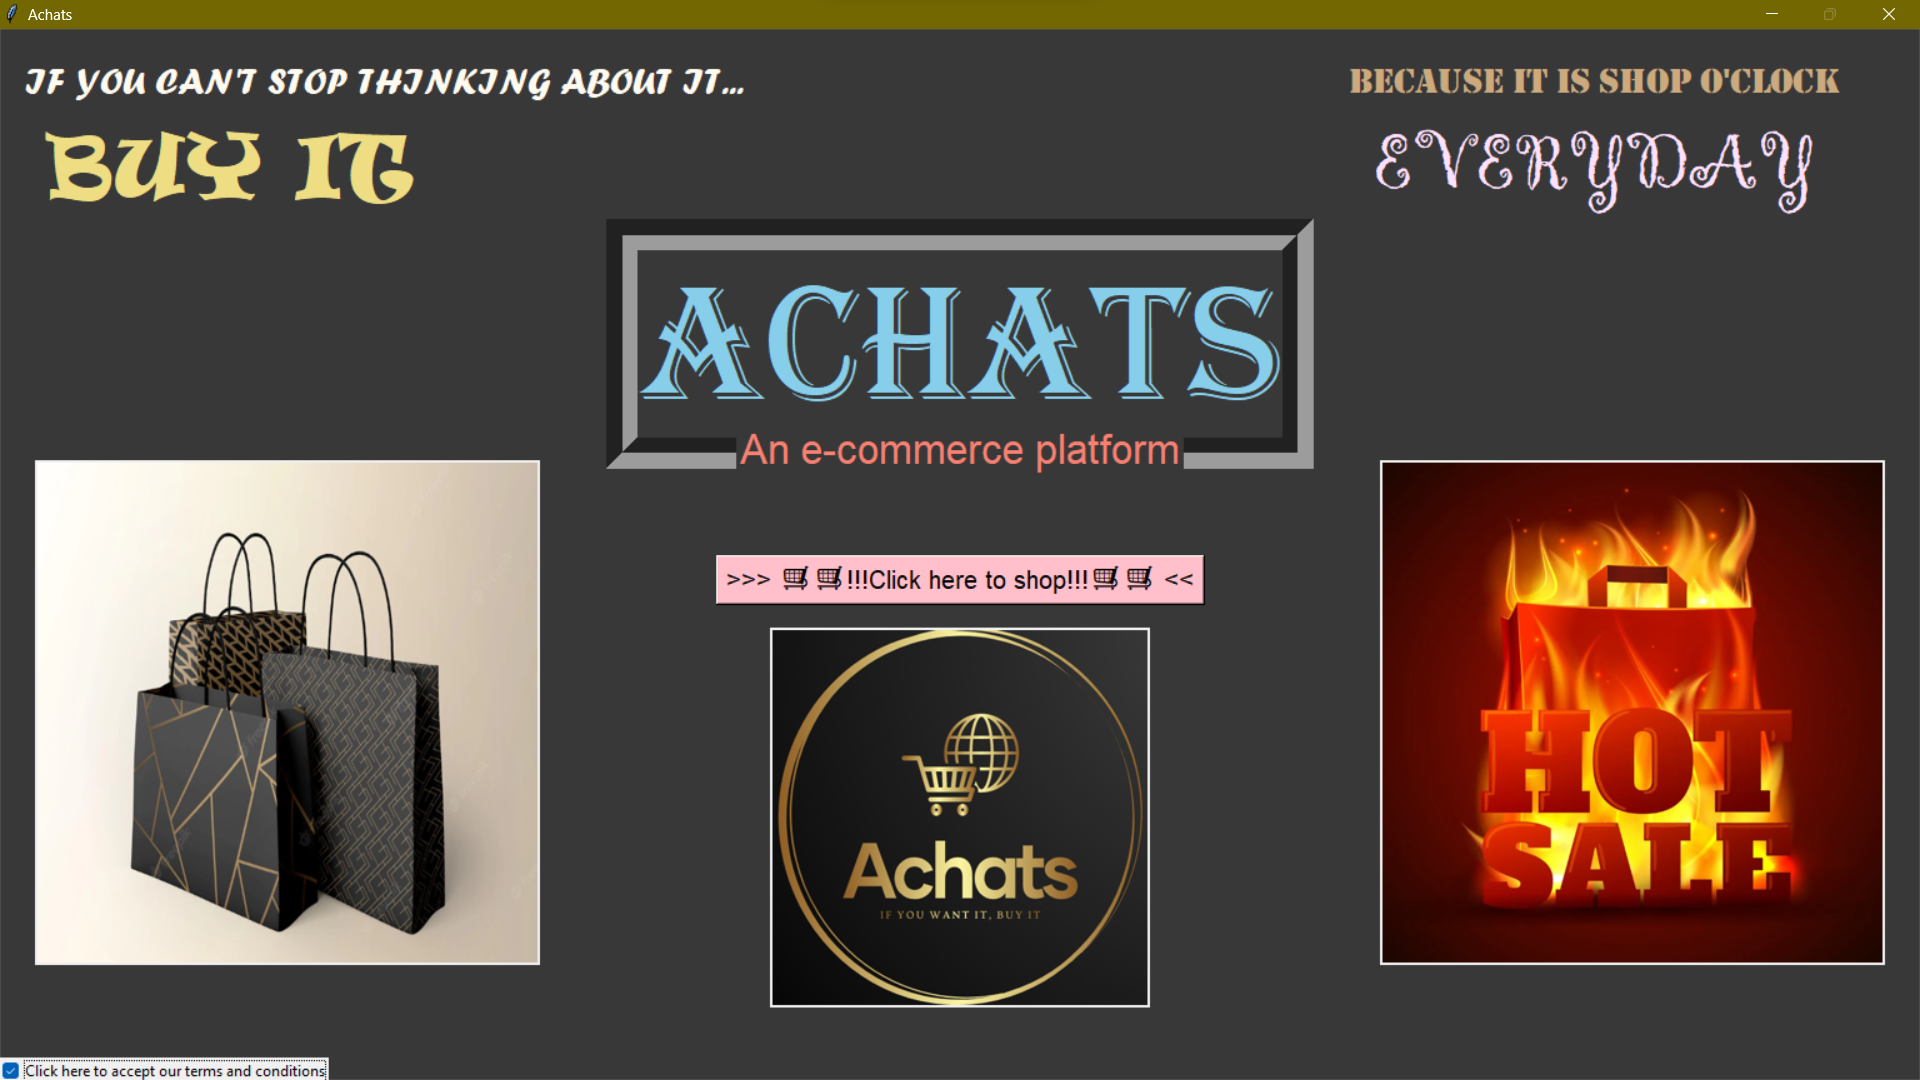 Achats
IF YOU CAN'T STOP THINKING ABOUT IT...
BUY IT
BECAUSE IT IS SHOP O'CLOCK
EVERYDAY
ACHATS
An e-commerce platform
>>> 🛒🛒!!!Click here to shop!!!🛒🛒 <<
Achats
IF YOU WANT IT, BUY IT
HOT
SALE
Click here to accept our terms and conditions